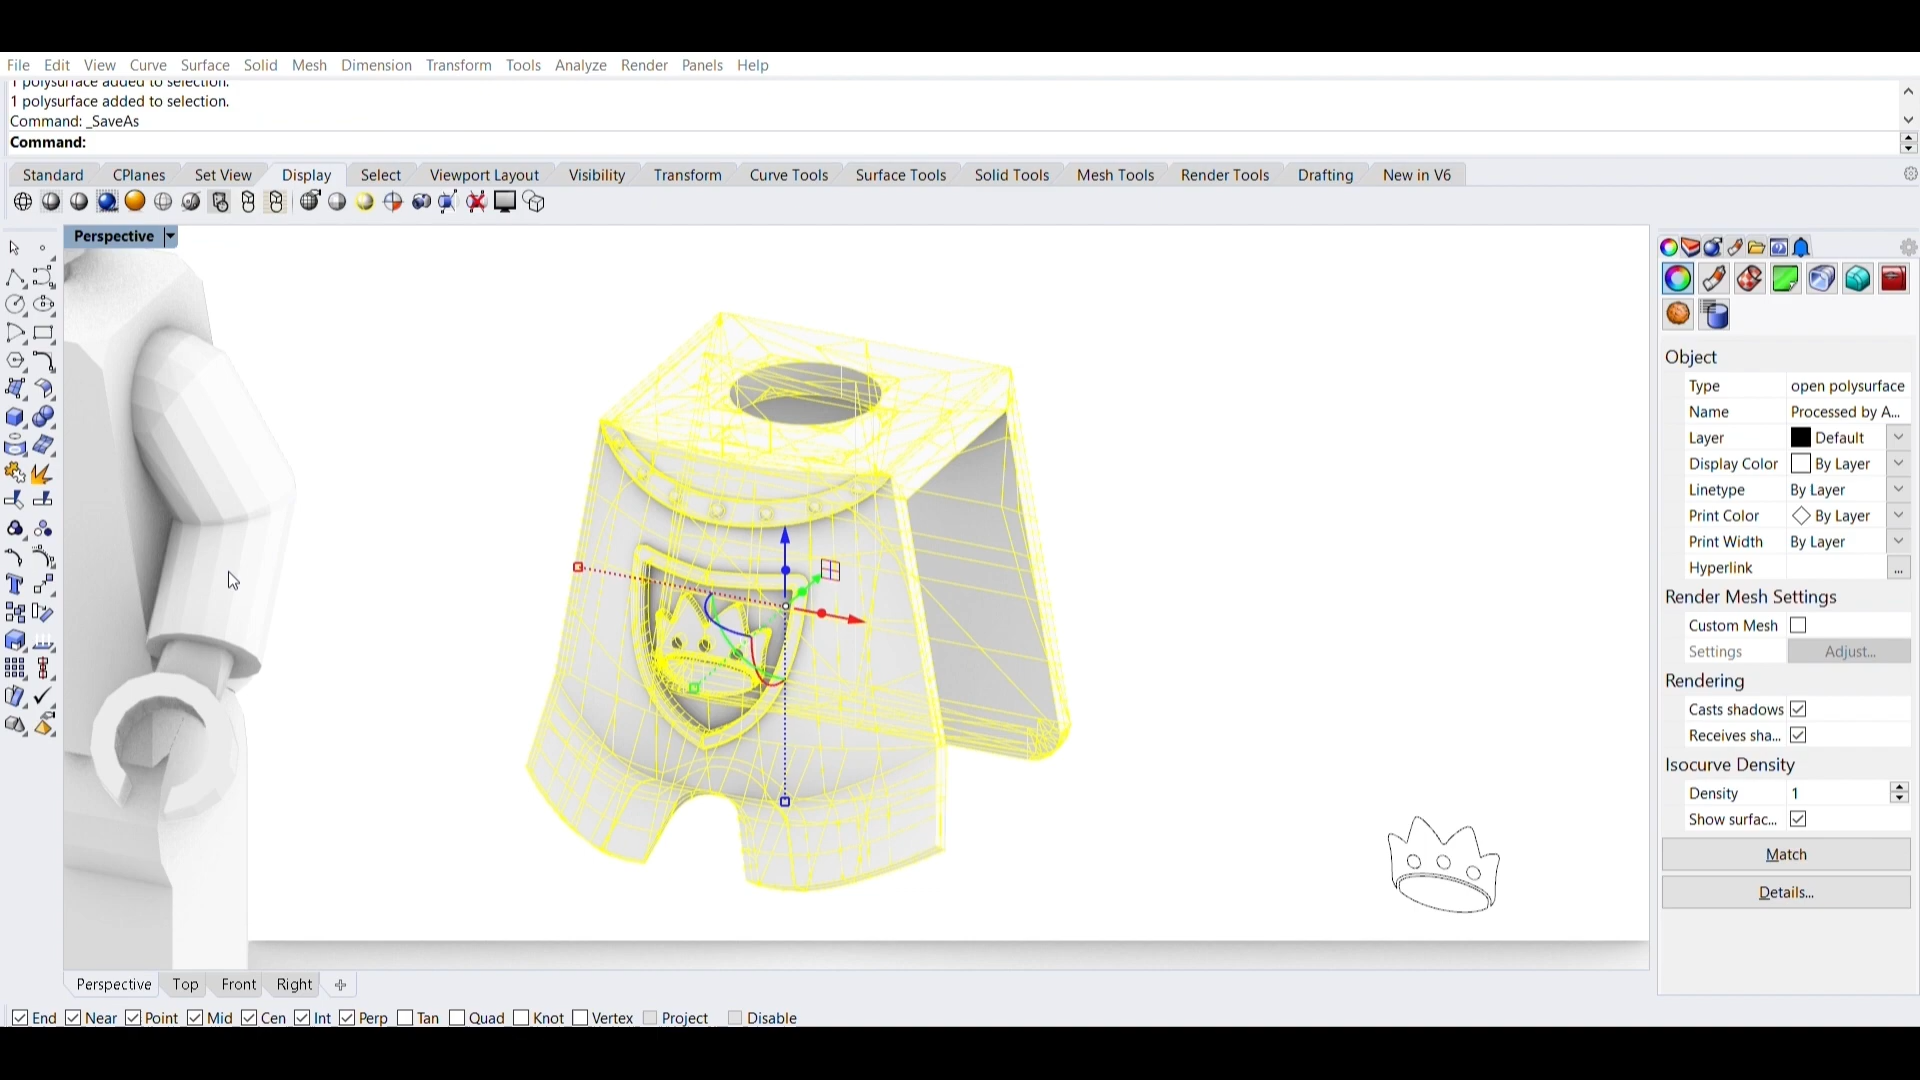 File Edit View Curve Surface Solid Mesh Dimension Transform Tools Analyze Render Panels Help
1 polysurface added to selection.
1 polysurface added to selection.
Command: _SaveAs
Command:
Standard CPlanes Set View Display Select Viewport Layout Visibility Transform Curve Tools Surface Tools Solid Tools Mesh Tools Render Tools Drafting New in V6
Perspective
Object
Type open polysurface
Name Processed by A...
Layer Default
Display Color By Layer
Linetype By Layer
Print Color By Layer
Print Width By Layer
Hyperlink ...
Render Mesh Settings
Custom Mesh
Settings Adjust...
Rendering
Casts shadows
Receives sha...
Isocurve Density
Density 1
Show surfac...
Match
Details...
Perspective Top Front Right
End Near Point Mid Cen Int Perp Tan Quad Knot Vertex Project Disable